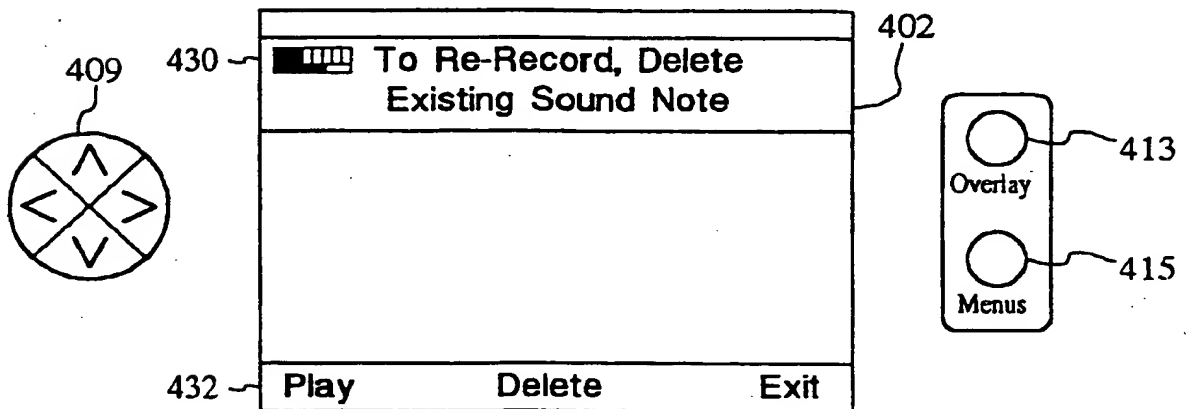 402
430
To Re-Record, Delete
409
Existing Sound Note
413
Overlay
415
Menus
432
Play Delete Exit